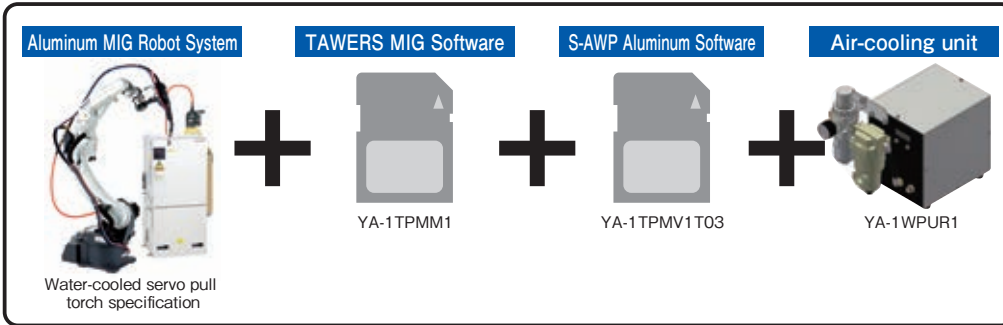 Aluminum MIG Robot System
TAWERS MIG Software
S-AWP Aluminum Software
Air-cooling unit
YA-1TPMM1
YA-1TPMV1T03
YA-1WPUR1
Water-cooled servo pull
torch specification